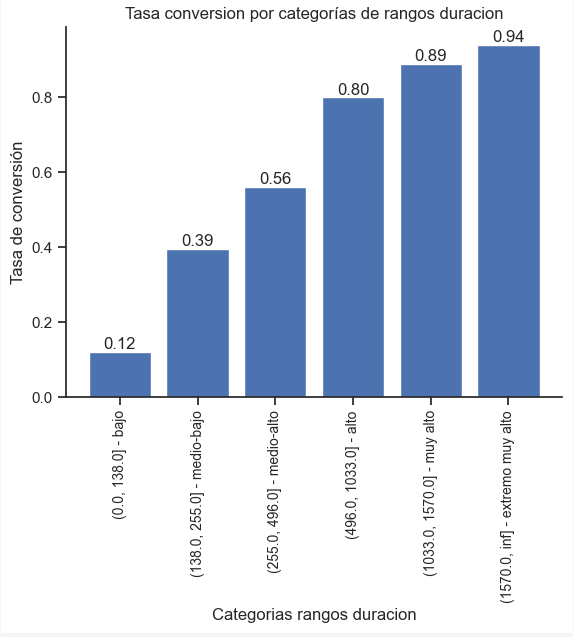 Tasa conversion por categorías de rangos duracion
Tasa de conversión
0.8
0.6
0.4
0.2
0.0
0.12
0.39
0.56
0.80
0.89
0.94
(0.0, 138.0] - bajo
(138.0, 255.0] - medio-bajo
(255.0, 496.0] - medio-alto
(496.0, 1033.0] - alto
(1033.0, 1570.0] - muy alto
(1570.0, inf] - extremo muy alto
Categorias rangos duracion